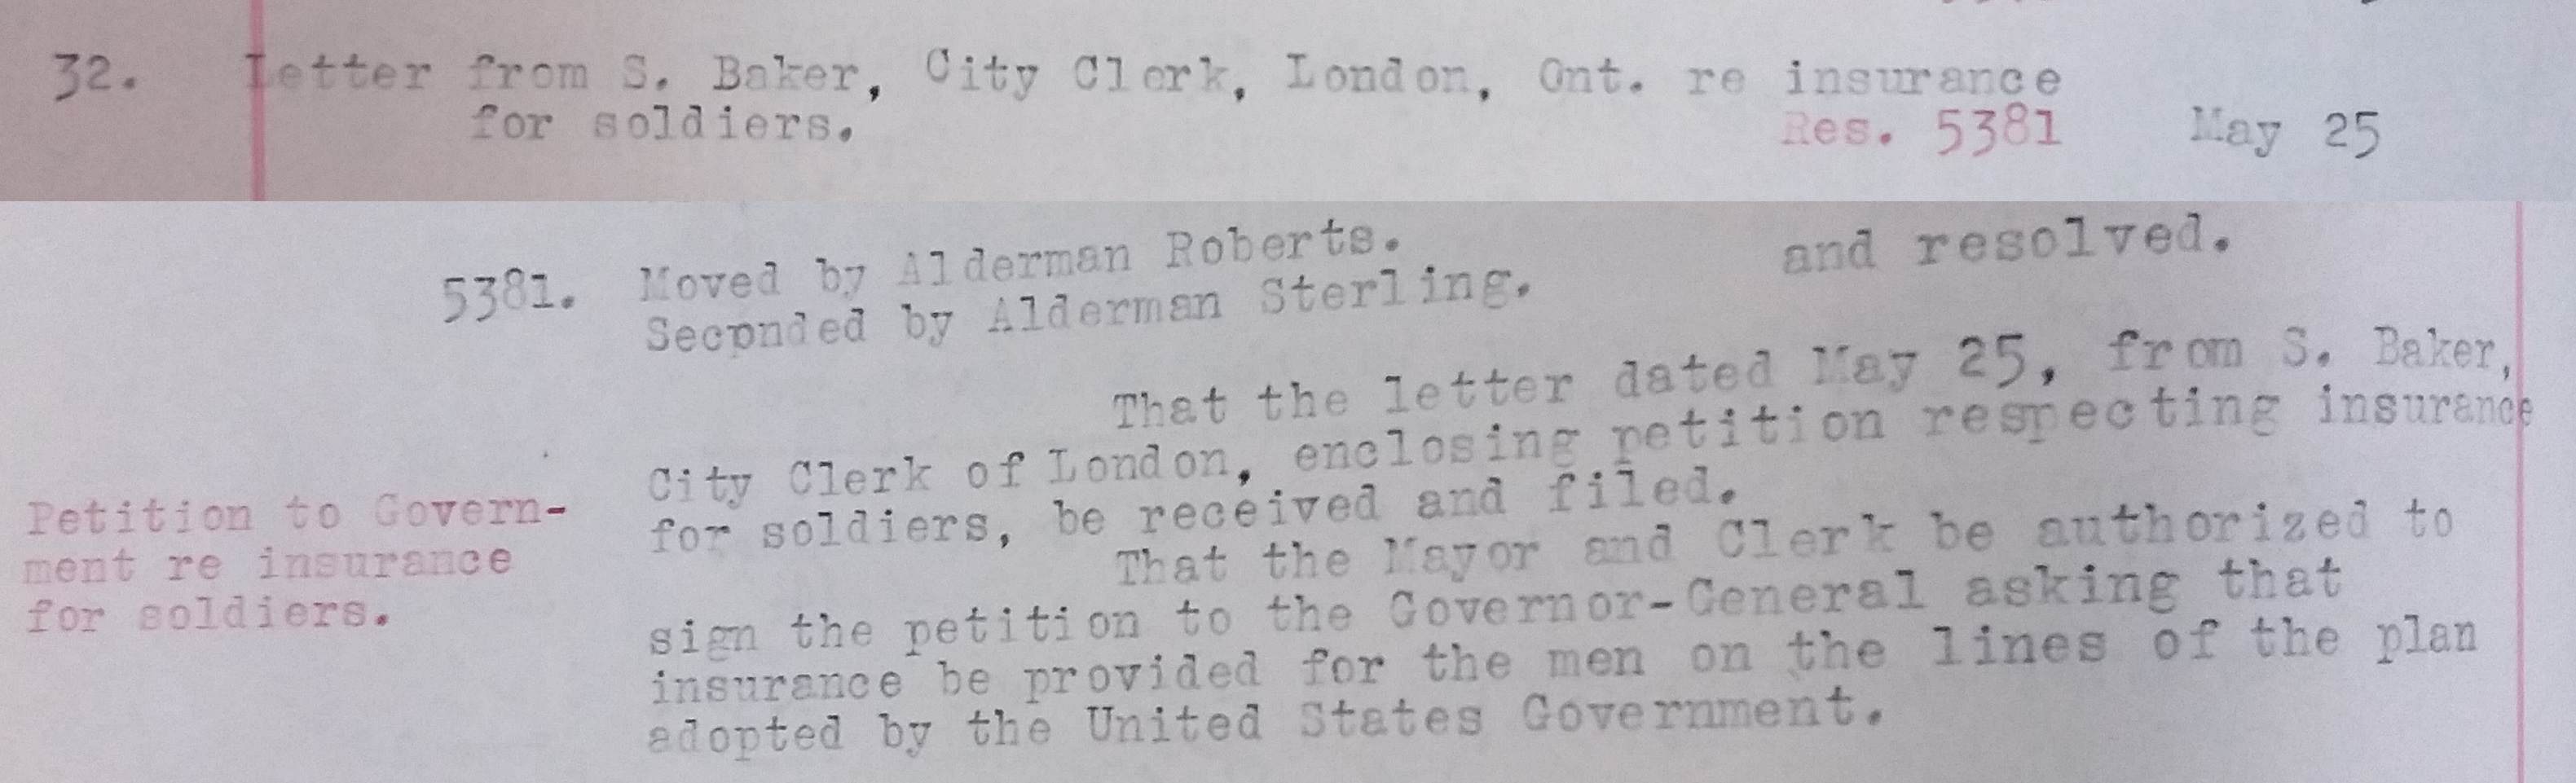 32. Letter from S. Baker, City Clerk, London, Ont. re insurance
for soldiers.
Res. 5381 May 25
5381. Moved by Alderman Roberts.
Secpnded by Alderman Sterling.
and resolved.
That the letter dated May 25, from S. Baker,
City Clerk of London, enclosing petition respecting insurance
for soldiers, be received and filed.
That the Mayor and Clerk be authorized to
sign the petition to the Governor-General asking that
insurance be provided for the men on the lines of the plan
adopted by the United States Government.
Petition to Govern-
ment re insurance
for soldiers.